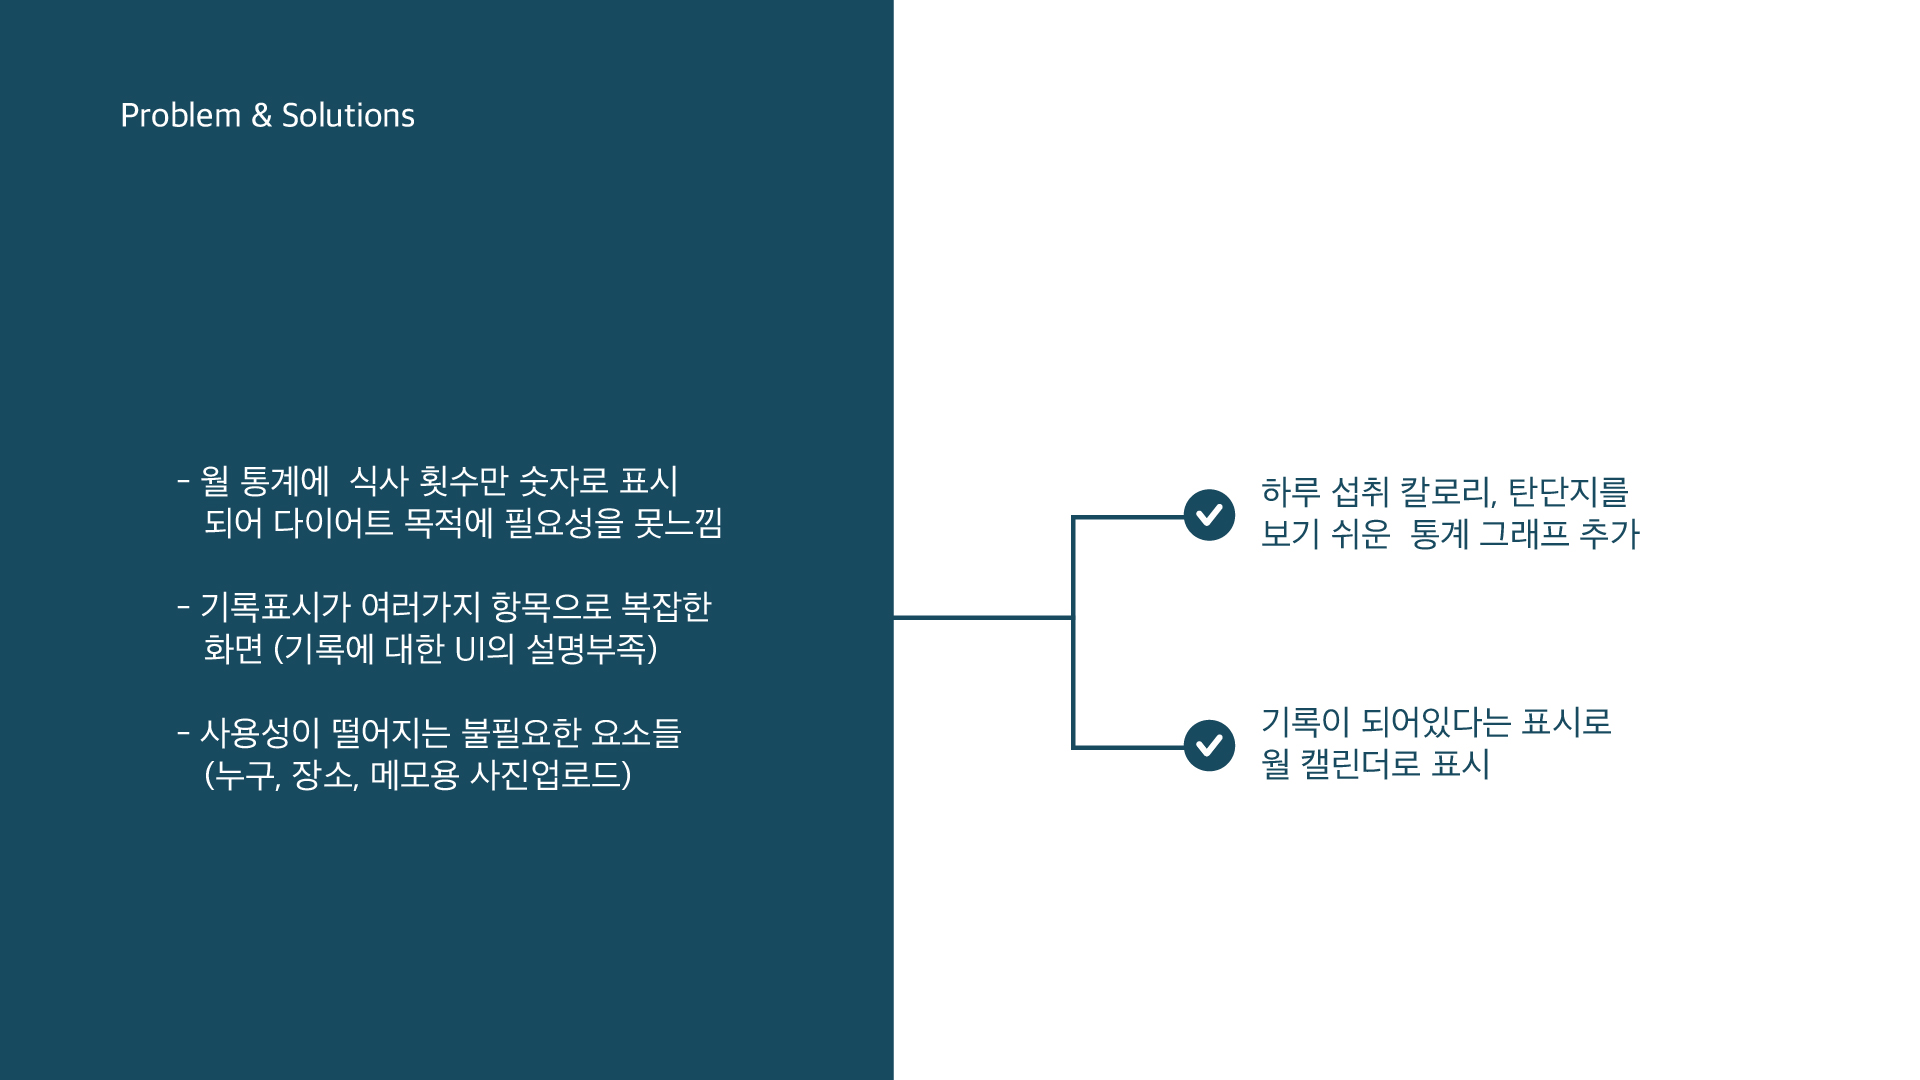 Problem & Solutions
- 월 통계에  식사 횟수만 숫자로 표시
되어 다이어트 목적에 필요성을 못느낌
- 기록표시가 여러가지 항목으로 복잡한
화면 (기록에 대한 UI의 설명부족)
- 사용성이 떨어지는 불필요한 요소들
(누구, 장소, 메모용 사진업로드)
하루 섭취 칼로리, 탄단지를
보기 쉬운  통계 그래프 추가
기록이 되어있다는 표시로
월 캘린더로 표시